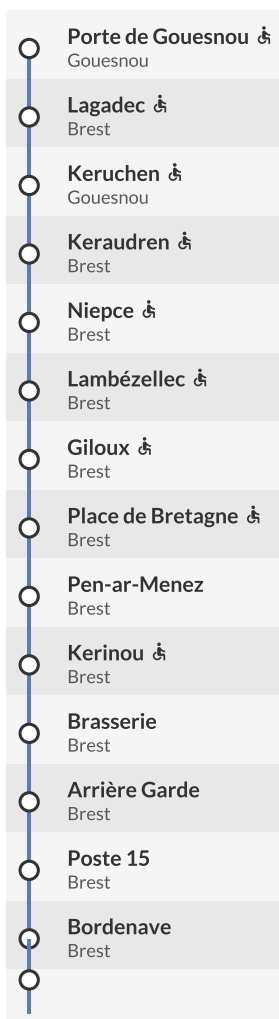 Porte de Gouesnou
Gouesnou
Lagadec
Brest
Keruchen
Gouesnou
Keraudren
Brest
Niepce
Brest
Lambézellec
Brest
Giloux
Brest
Place de Bretagne
Brest
Pen-ar-Menez
Brest
Kerinou
Brest
Brasserie
Brest
Arrière Garde
Brest
Poste 15
Brest
Bordenave
Brest